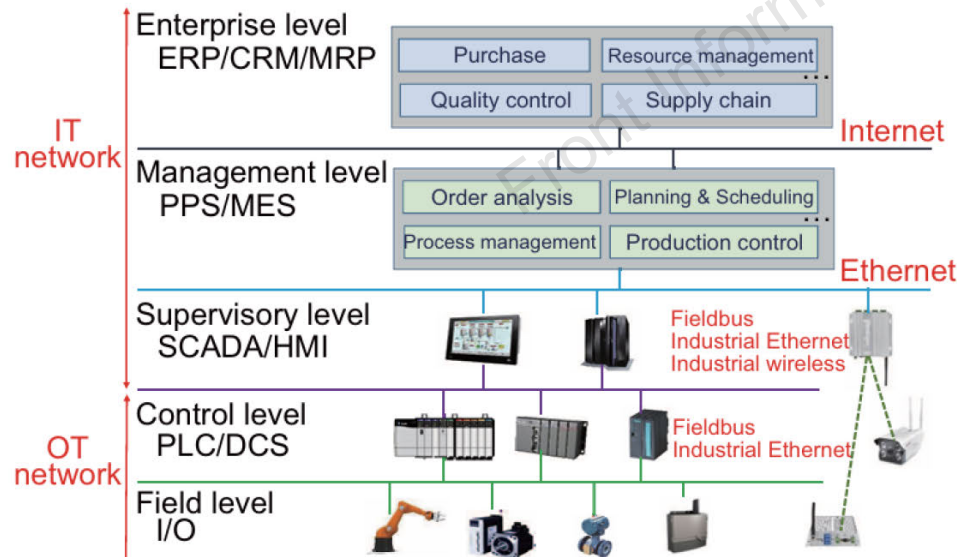 Enterprise level
ERP/CRM/MRP
Purchase
Resource management
...
Quality control
Supply chain
IT
network
Internet
Management level
PPS/MES
Order analysis
Planning & Scheduling
...
Process management
Production control
Ethernet
Supervisory level
SCADA/HMI
Fieldbus
Industrial Ethernet
Industrial wireless
OT
network
Control level
PLC/DCS
Fieldbus
Industrial Ethernet
Field level
I/O
Front Inform